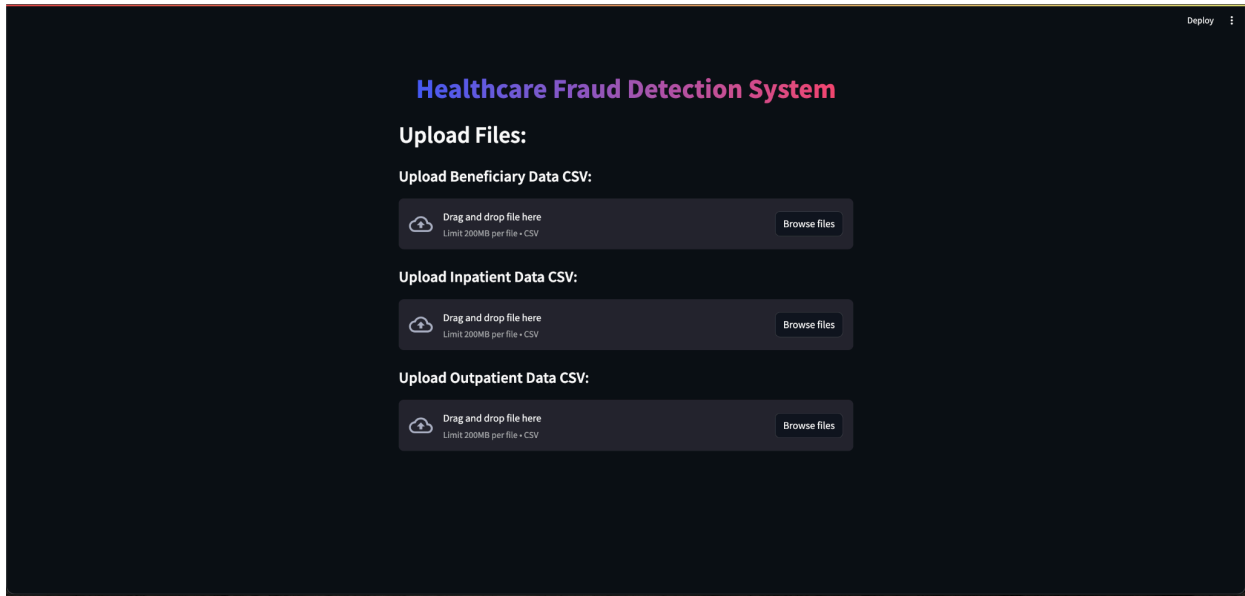 Deploy
Healthcare Fraud Detection System
Upload Files:
Upload Beneficiary Data CSV:
Drag and drop file here
Limit 200MB per file • CSV
Browse files
Upload Inpatient Data CSV:
Drag and drop file here
Limit 200MB per file • CSV
Browse files
Upload Outpatient Data CSV:
Drag and drop file here
Limit 200MB per file • CSV
Browse files